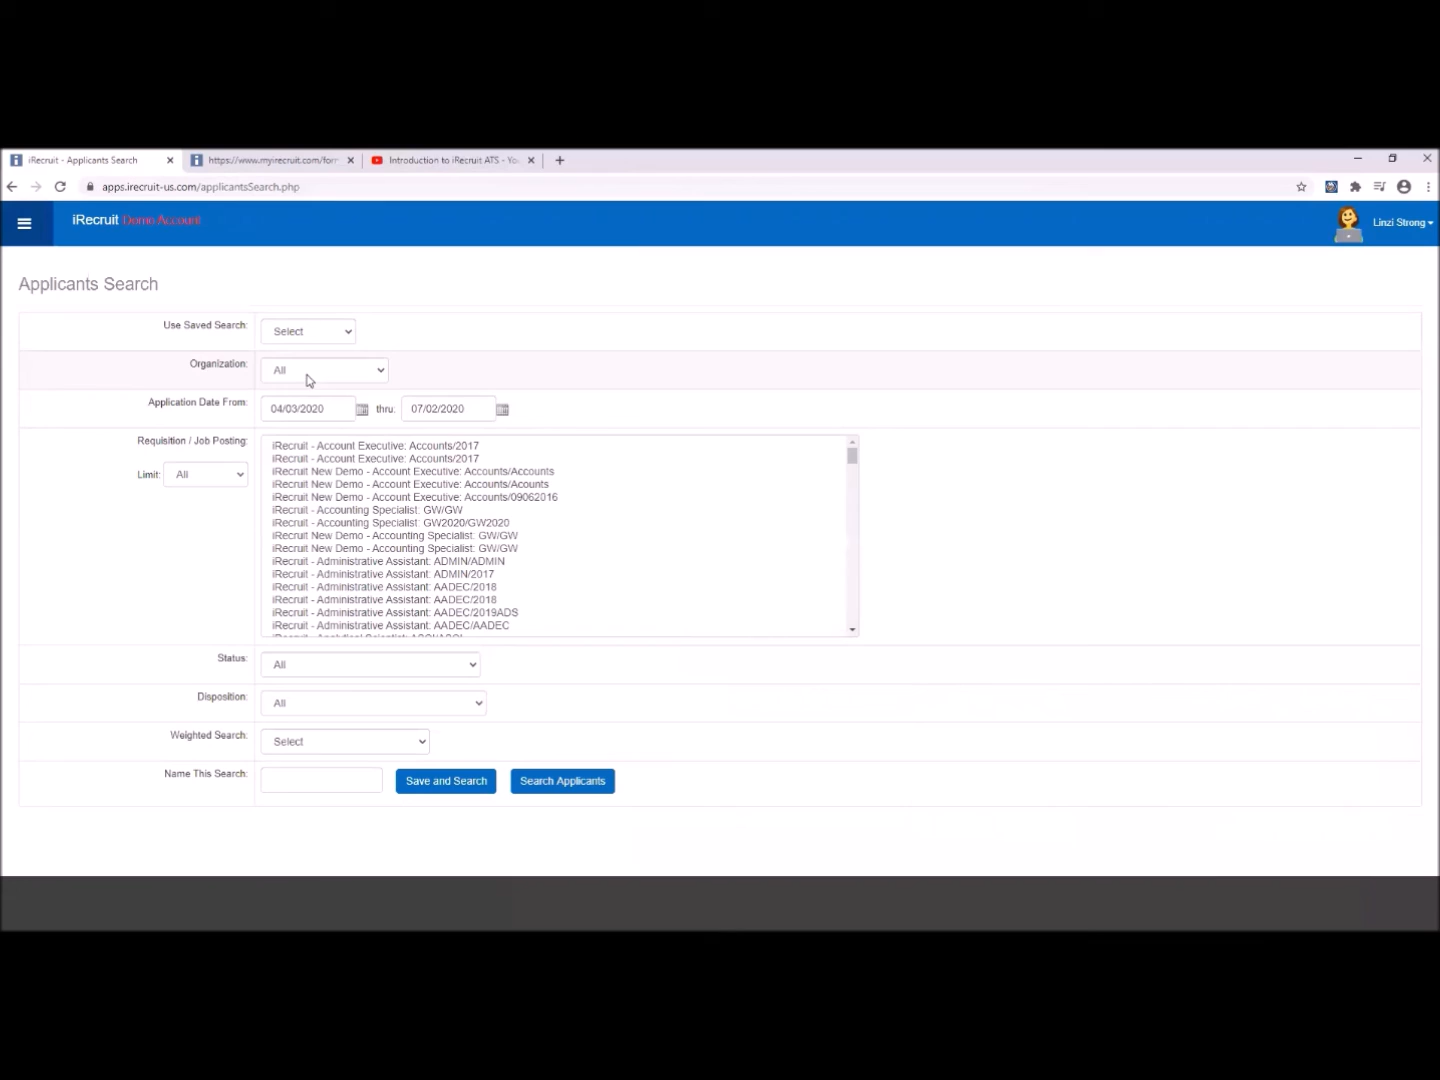 iRecruit - Applicants Search
https://www.myirecruit.com/for
Introduction to iRecruit ATS - Yo
apps.irecruit-us.com/applicantsSearch.php
iRecruit Demo Account
Linzi Strong
Applicants Search
Use Saved Search: Select
Organization: All
Application Date From: 04/03/2020 thru: 07/02/2020
Requisition / Job Posting:
Limit: All
iRecruit - Account Executive: Accounts/2017
iRecruit - Account Executive: Accounts/2017
iRecruit New Demo - Account Executive: Accounts/Accounts
iRecruit New Demo - Account Executive: Accounts/Acounts
iRecruit New Demo - Account Executive: Accounts/09062016
iRecruit - Accounting Specialist: GW/GW
iRecruit - Accounting Specialist: GW2020/GW2020
iRecruit New Demo - Accounting Specialist: GW/GW
iRecruit New Demo - Accounting Specialist: GW/GW
iRecruit - Administrative Assistant: ADMIN/ADMIN
iRecruit - Administrative Assistant: ADMIN/2017
iRecruit - Administrative Assistant: AADEC/2018
iRecruit - Administrative Assistant: AADEC/2018
iRecruit - Administrative Assistant: AADEC/2019ADS
iRecruit - Administrative Assistant: AADEC/AADEC
Status: All
Disposition: All
Weighted Search: Select
Name This Search: Save and Search Search Applicants